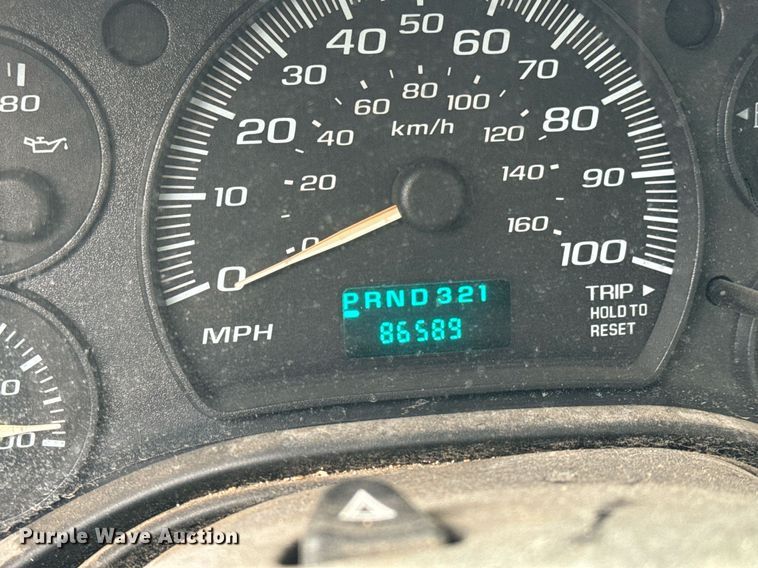 40 60
30 70
80 60 80 100
20 40 km/h 120 80
10 20 140 90
0 0 160 100
PRND321
TRIP
MPH 86589 HOLD TO
RESET
Purple Wave Auction